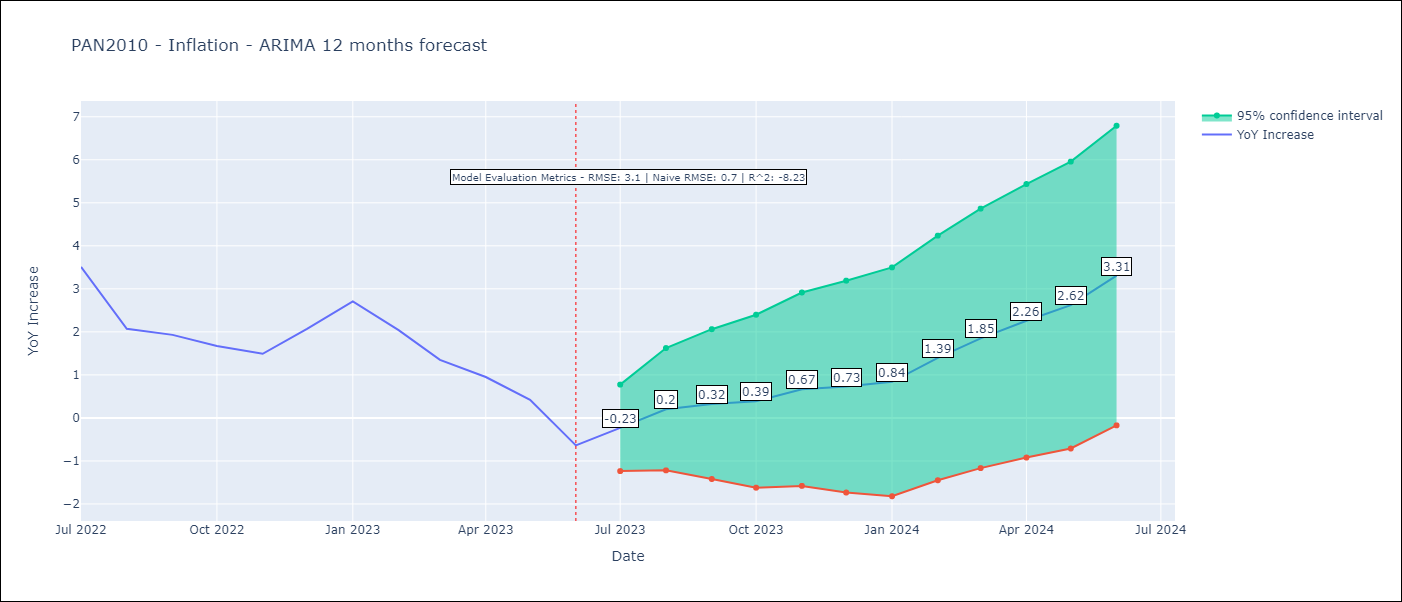 PAN2010 - Inflation - ARIMA 12 months forecast
95% confidence interval
YoY Increase
Model Evaluation Metrics - RMSE: 3.1 | Naive RMSE: 0.7 | R^2: -8.23
YoY Increase
7
6
5
4
3
2
1
0
−1
−2
-0.23
0.2
0.32
0.39
0.67
0.73
0.84
1.39
1.85
2.26
2.62
3.31
Jul 2022
Oct 2022
Jan 2023
Apr 2023
Jul 2023
Oct 2023
Jan 2024
Apr 2024
Jul 2024
Date